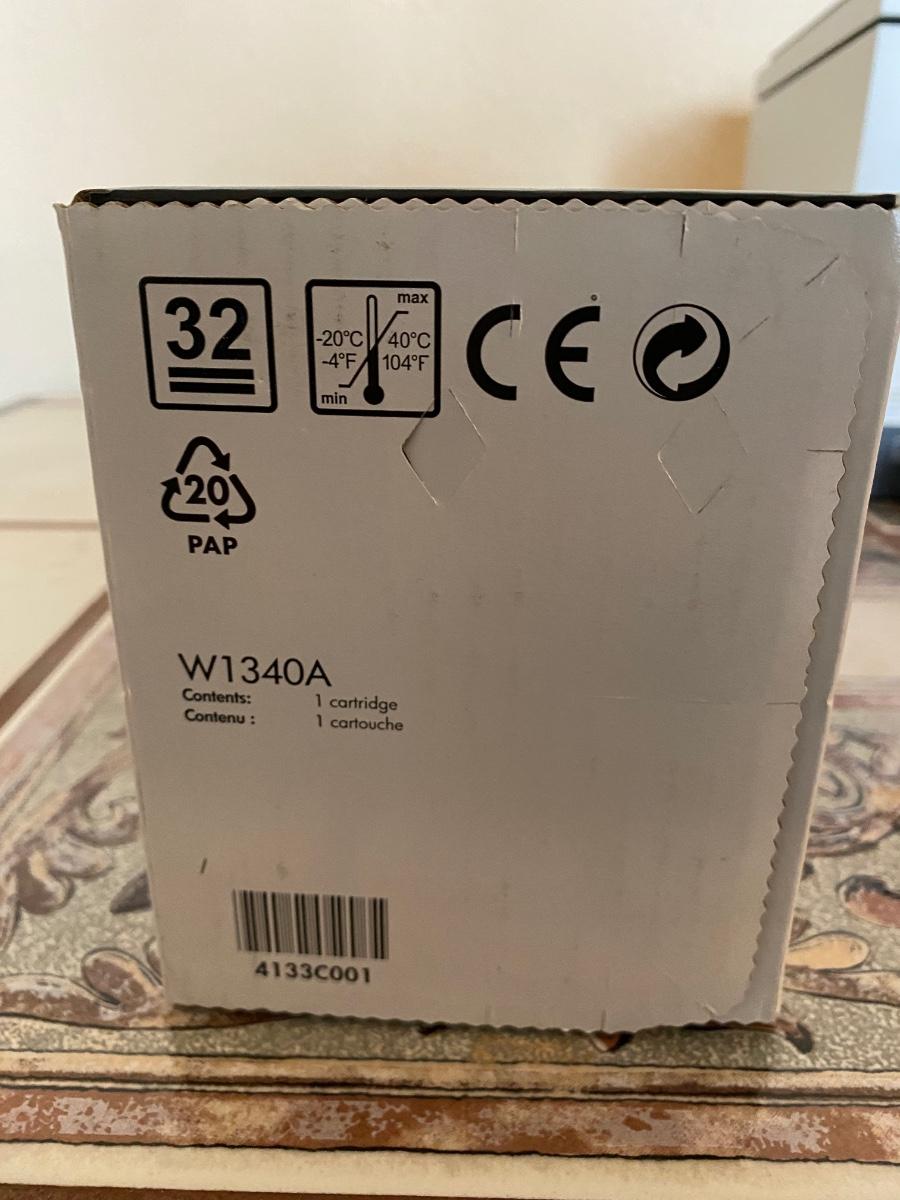 32
max
-20°C 40°C
-4°F 104°F
min
CE
20
PAP
W1340A
Contents: 1 cartridge
Contenu : 1 cartouche
4133C001